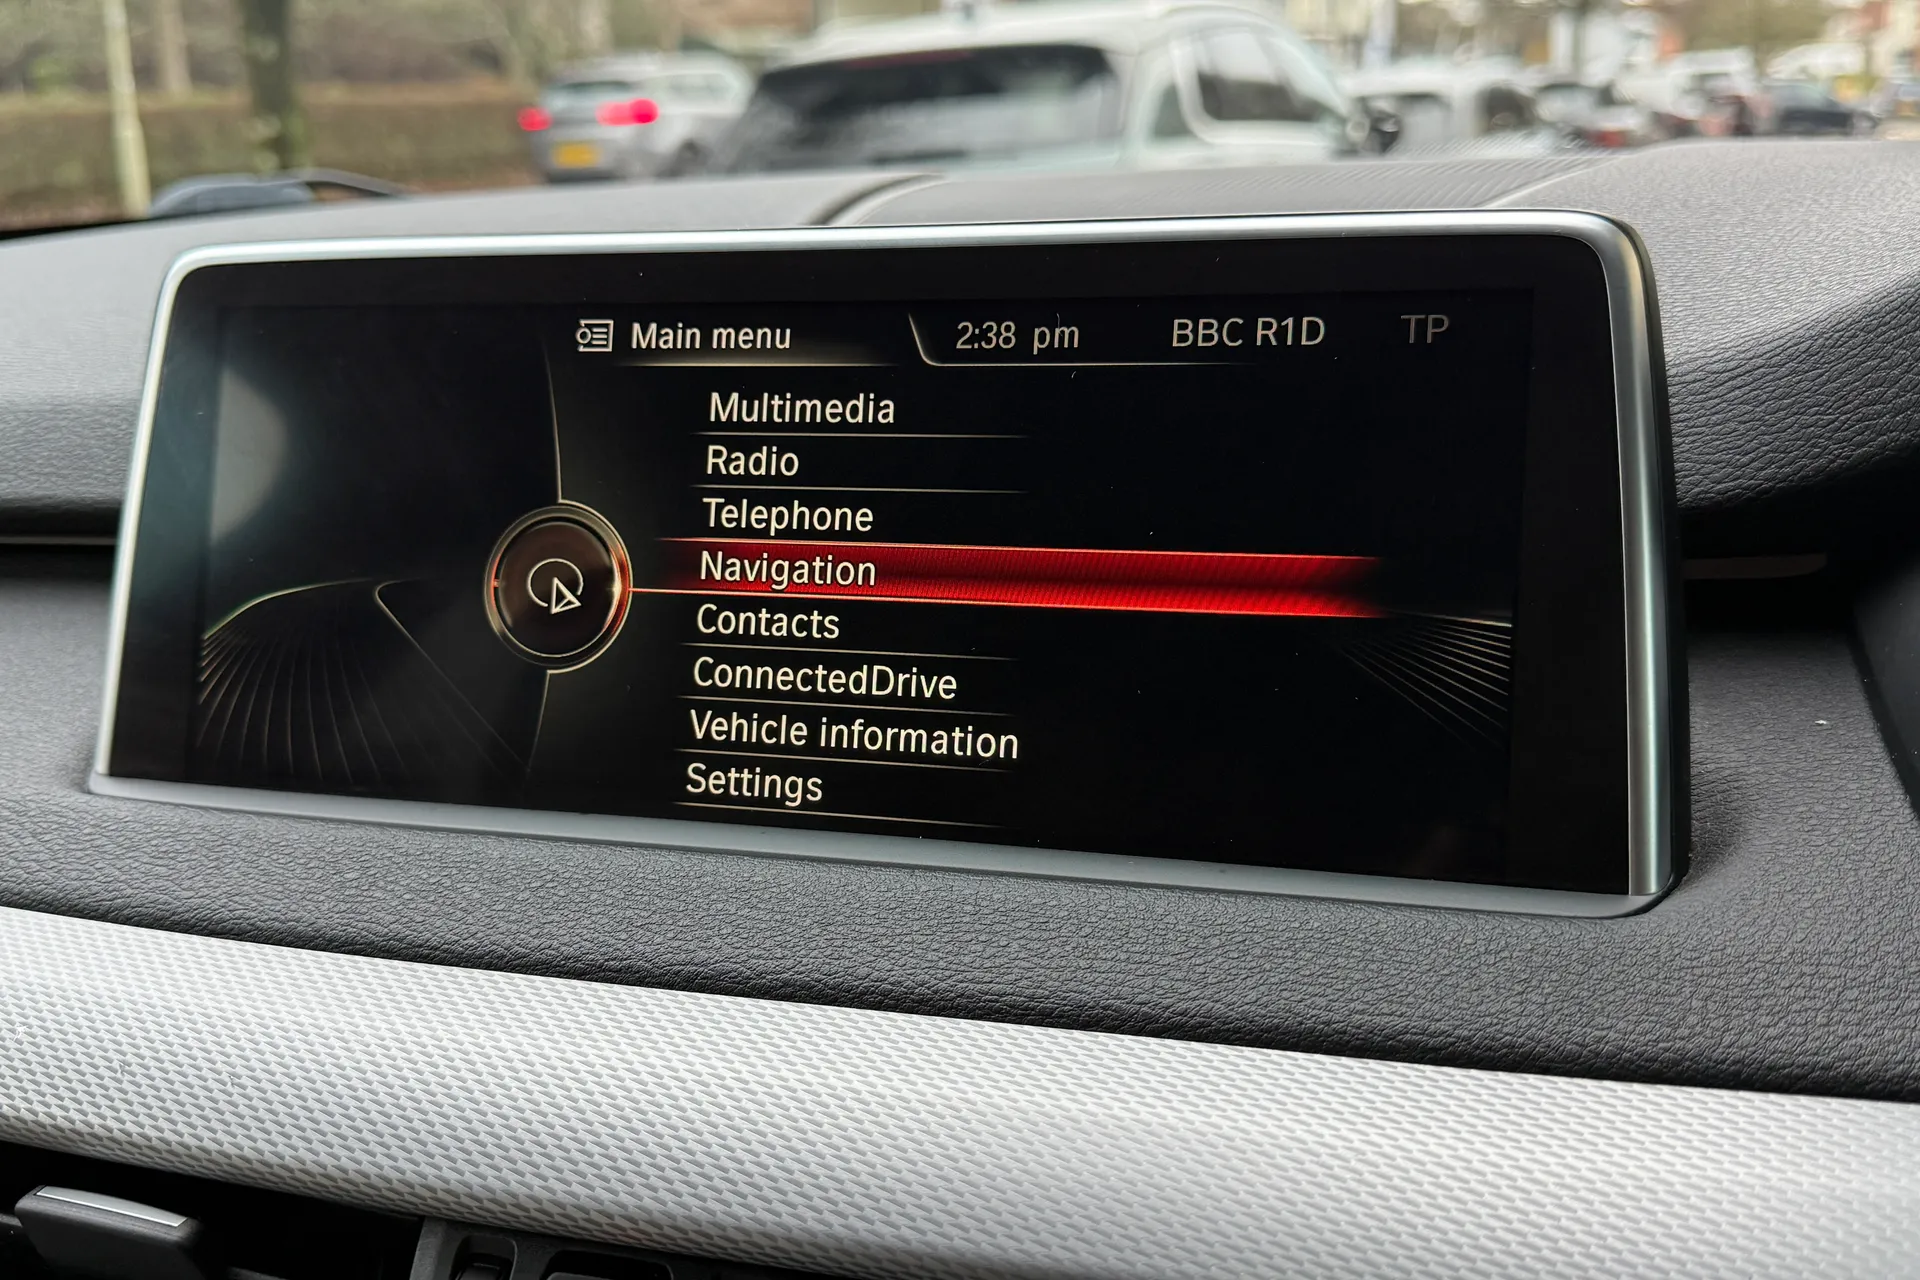 Main menu 2:38 pm BBC R1D TP
Multimedia
Radio
Telephone
Navigation
Contacts
ConnectedDrive
Vehicle information
Settings